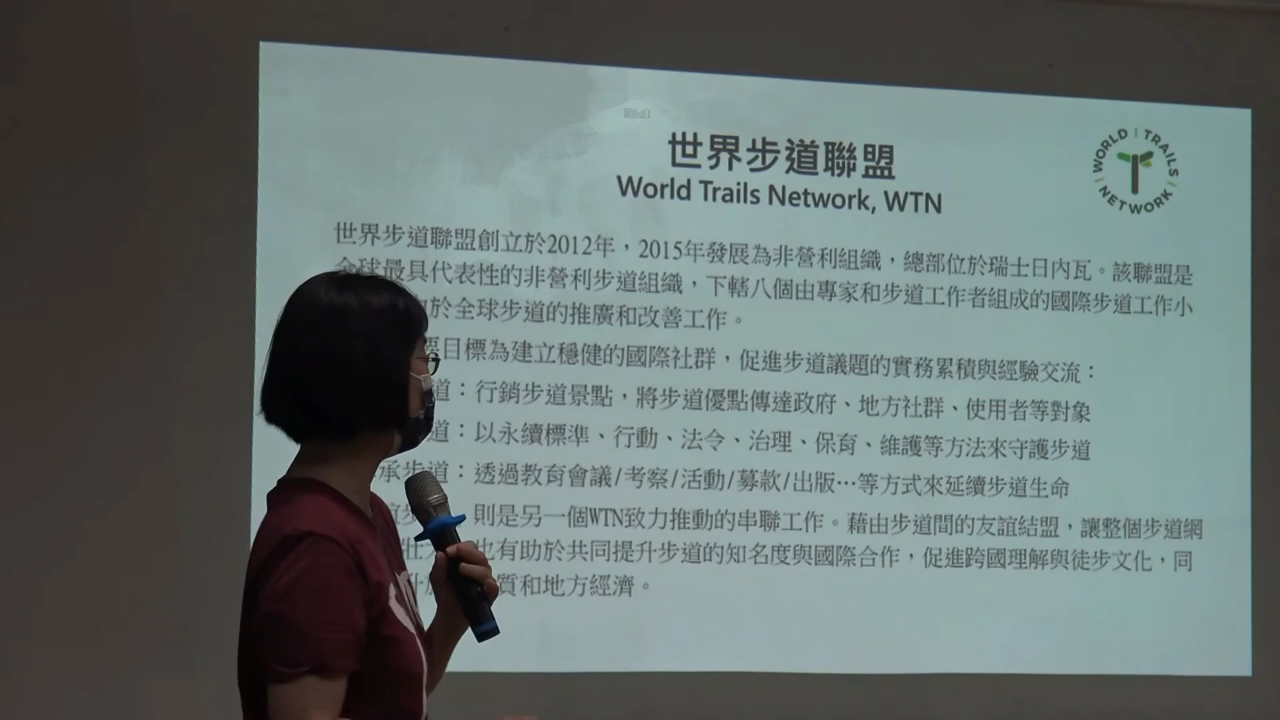 世界步道聯盟
World Trails Network, WTN
WORLD TRAILS NETWORK
世界步道聯盟創立於2012年，2015年發展為非營利組織，總部位於瑞士日內瓦。該聯盟是
全球最具代表性的非營利步道組織，下轄八個由專家和步道工作者組成的國際步道工作小
於全球步道的推廣和改善工作。
要目標為建立穩健的國際社群，促進步道議題的實務累積與經驗交流：
道：行銷步道景點，將步道優點傳達政府、地方社群、使用者等對象
道：以永續標準、行動、法令、治理、保育、維護等方法來守護步道
承步道：透過教育會議/考察/活動/募款/出版…等方式來延續步道生命
則是另一個WTN致力推動的串聯工作。藉由步道間的友誼結盟，讓整個步道網
也有助於共同提升步道的知名度與國際合作，促進跨國理解與徒步文化，同
質和地方經濟。